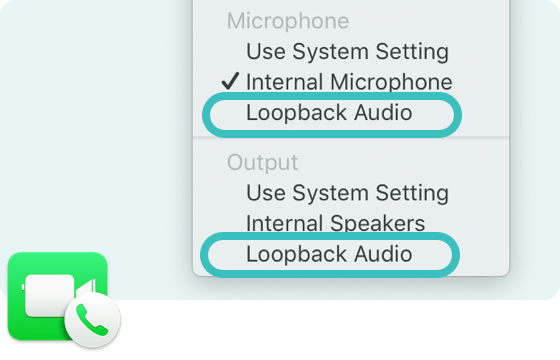 Microphone
Use System Setting
Internal Microphone
Loopback Audio
Output
Use System Setting
Internal Speakers
Loopback Audio